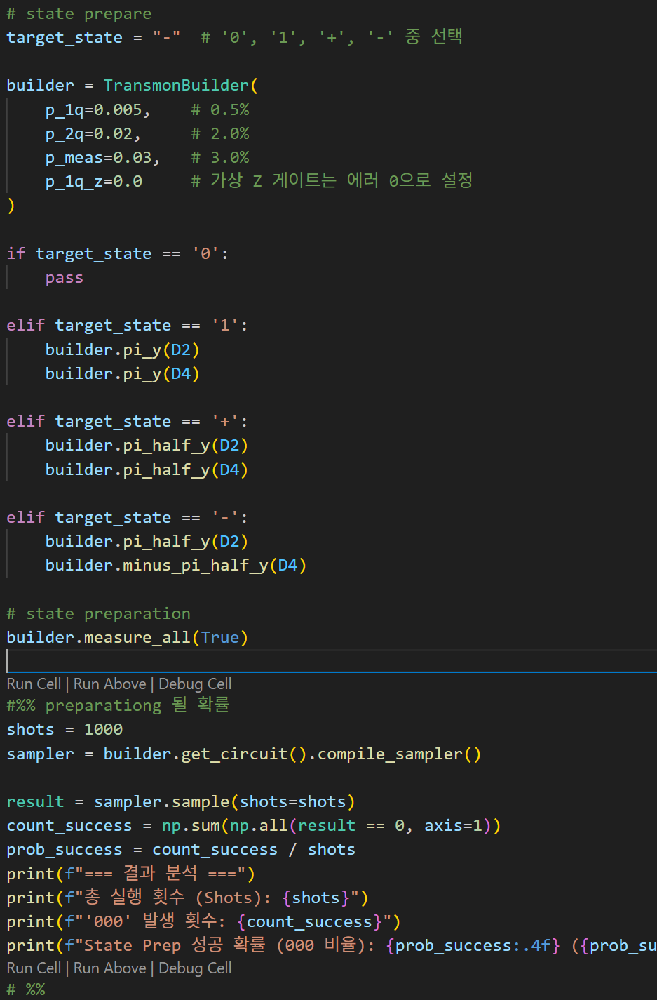 # state prepare
target_state = "-"  # '0', '1', '+', '-' 중 선택
builder = TransmonBuilder(
    p_1q=0.005,    # 0.5%
    p_2q=0.02,     # 2.0%
    p_meas=0.03,   # 3.0%
    p_1q_z=0.0     # 가상 Z 게이트는 에러 0으로 설정
)
if target_state == '0':
    pass
elif target_state == '1':
    builder.pi_y(D2)
    builder.pi_y(D4)
elif target_state == '+':
    builder.pi_half_y(D2)
    builder.pi_half_y(D4)
elif target_state == '-':
    builder.pi_half_y(D2)
    builder.minus_pi_half_y(D4)
# state preparation
builder.measure_all(True)
Run Cell | Run Above | Debug Cell
#%% preparationg 될 확률
shots = 1000
sampler = builder.get_circuit().compile_sampler()
result = sampler.sample(shots=shots)
count_success = np.sum(np.all(result == 0, axis=1))
prob_success = count_success / shots
print(f"=== 결과 분석 ===")
print(f"총 실행 횟수 (Shots): {shots}")
print(f"'000' 발생 횟수: {count_success}")
print(f"State Prep 성공 확률 (000 비율): {prob_success:.4f} ({prob_su
Run Cell | Run Above | Debug Cell
# %%